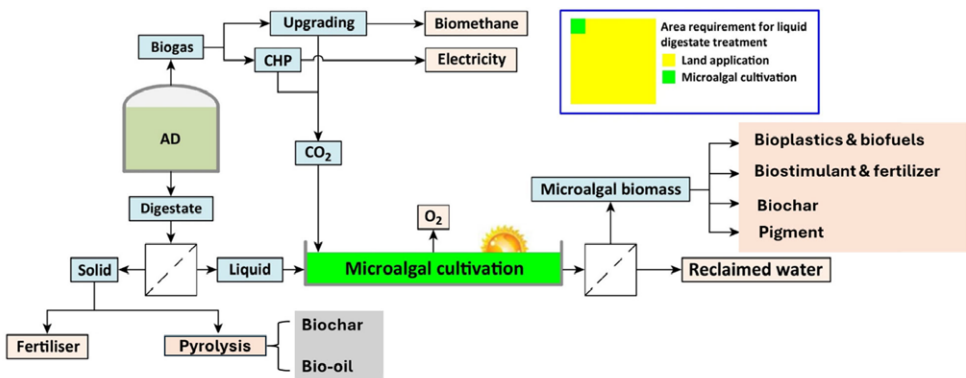 Upgrading
Biomethane
Biogas
CHP
Electricity
AD
CO₂
Digestate
Solid
Liquid
O₂
Microalgal cultivation
Fertiliser
Pyrolysis
Biochar
Bio-oil
Area requirement for liquid
digestate treatment
Land application
Microalgal cultivation
Microalgal biomass
Bioplastics & biofuels
Biostimulant & fertilizer
Biochar
Pigment
Reclaimed water